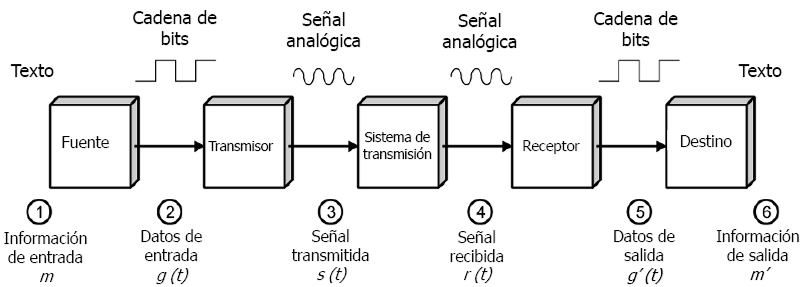 Cadena de
bits
Señal
analógica
Señal
analógica
Cadena de
bits
Texto
Texto
Fuente
Transmisor
Sistema de
transmisión
Receptor
Destino
1
2
3
4
5
6
Información
de entrada
m
Datos de
entrada
g (t)
Señal
transmitida
s (t)
Señal
recibida
r (t)
Datos de
salida
g’ (t)
Información
de salida
m’